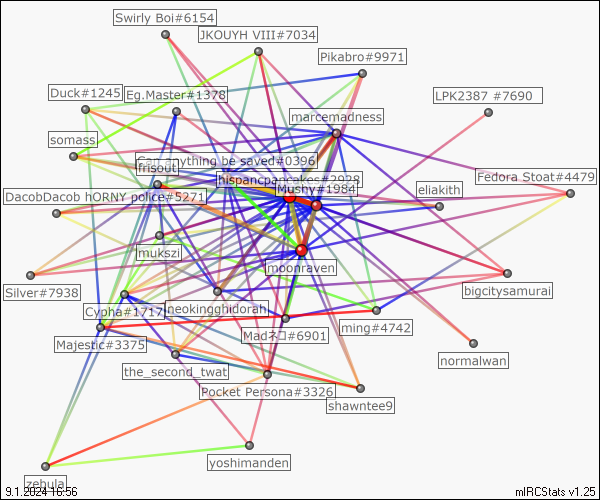 Swirly Boi#6154
JKOUYH VIII#7034
Pikabro#9971
Duck#1245
Eg.Master#1378
LPK2387 #7690
marcemadness
somass
Can anything be saved#0396
frisout
hispancpancakes#2928
Fedora Stoat#4479
Mushy#1984
eliakith
DacobDacob hORNY police#5271
mukszi
moonraven
Silver#7938
bigcitysamurai
Cypha#1717
neokingghidorah
ming#4742
Madネコ#6901
Majestic#3375
normalwan
the_second_twat
Pocket Persona#3326
shawntee9
yoshimanden
zehula
9.1.2024 16:56
mIRCStats v1.25